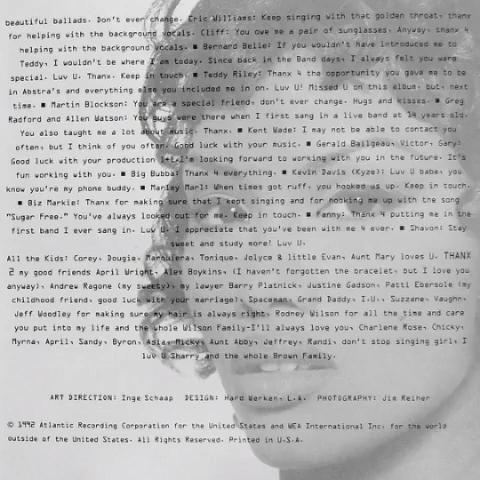 beautiful ballads. Don't ever change. Eric Williams: Keep singing with that golden throat, thanx
for helping with the background vocals. Cliff: You owe me a pair of sunglasses. Anyway, thanx 4
helping with the background vocals. ■ Bernard Belle: If you wouldn't have introduced me to
Teddy, I wouldn't be where I am today. Since back in the Band days, I always felt you were
special. Luv U. Thanx. Keep in touch. ■ Teddy Riley: Thanx 4 the opportunity you gave me to be
in Abstra's and everything else you included me in on. Luv U! Missed U on this album, but, next
time. ■ Martin Blockson: You are a special friend, don't ever change. Hugs and kisses. ■ Greg
Radford and Allen Watson: You guys were there when I first sang in a live band at 14 years old.
You also taught me a lot about music. Thanx. ■ Kent Wade: I may not be able to contact you
often, but I think of you often. Good luck with your music. ■ Gerald Bailgeau, Victor, Gary:
Good luck with your production I'm looking forward to working with you in the future. It's
fun working with you. ■ Big Bubba: Thanx 4 everything. ■ Kevin Davis (Kyze): Luv U babe, you
know you're my phone buddy. ■ Marley Marl: When times got ruff, you hooked us up. Keep in touch.
■ Biz Markie: Thanx for making sure that I kept singing and for hooking me up with the song
"Sugar Free." You've always looked out for me. Keep in touch. ■ Fanny: Thanx 4 putting me in the
first band I ever sang in. Luv U. I appreciate that you've been with me 4 ever. ■ Shavon: Stay
sweet and study more! Luv U.
All the Kids! Corey, Dougie, Marquiera, Tonique, Jolyce & little Evan, Aunt Mary loves U. THANX
2 my good friends April Wright, Alex Boykins, (I haven't forgotten the bracelet, but I love you
anyway), Andrew Ragone (my sweety), my lawyer Barry Platnick, Justine Gadson, Patti Ebersole (my
childhood friend, good luck with your marriage), Spaceman, Grand Daddy, I.U., Suzzane, Vaughn,
Jeff Woodley for making sure my hair is always right, Rodney Wilson for all the time and care
you put into my life and the whole Wilson Family-I'll always love you, Charlene Rose, Chicky,
Myrna, April, Sandy, Byron, Asia, Micky, Aunt Abby, Jeffrey, Randi, don't stop singing girl, I
luv U Sharry and the whole Brown Family.
ART DIRECTION: Inge Schaap DESIGN: Hard Werken, L.A. PHOTOGRAPHY: Jie Reiher
© 1992 Atlantic Recording Corporation for the United States and WEA International Inc. for the world
outside of the United States. All Rights Reserved. Printed in U.S.A.